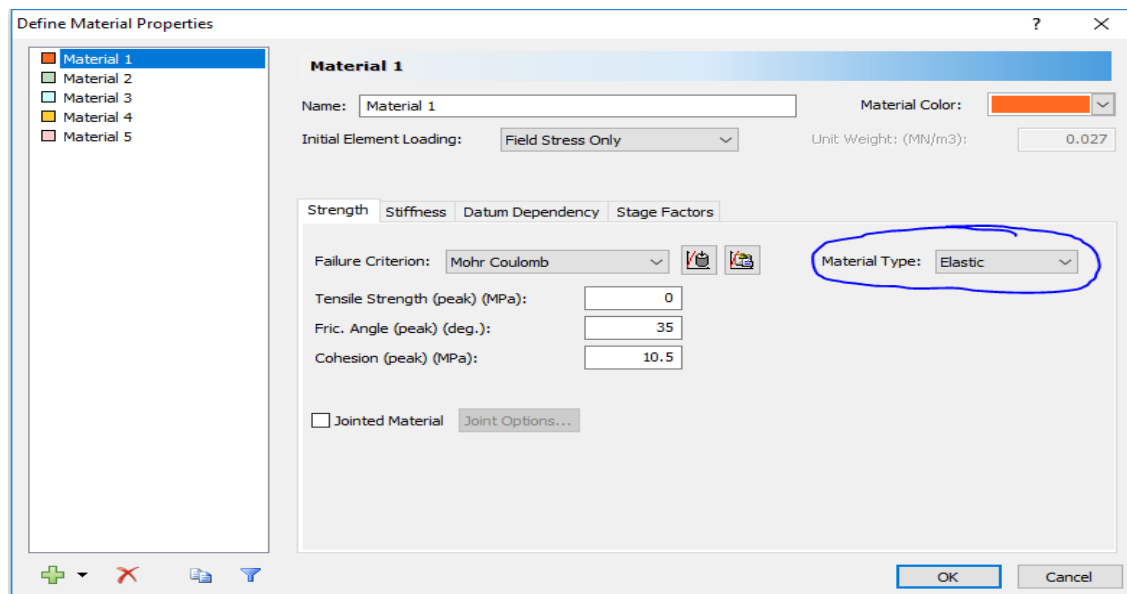 Define Material Properties ? ×
Material 1
Material 2
Material 3
Material 4
Material 5
Material 1
Name: Material 1
Material Color:
Initial Element Loading: Field Stress Only
Unit Weight: (MN/m3): 0.027
Strength Stiffness Datum Dependency Stage Factors
Failure Criterion: Mohr Coulomb
Material Type: Elastic
Tensile Strength (peak) (MPa): 0
Fric. Angle (peak) (deg.): 35
Cohesion (peak) (MPa): 10.5
Jointed Material Joint Options...
OK Cancel